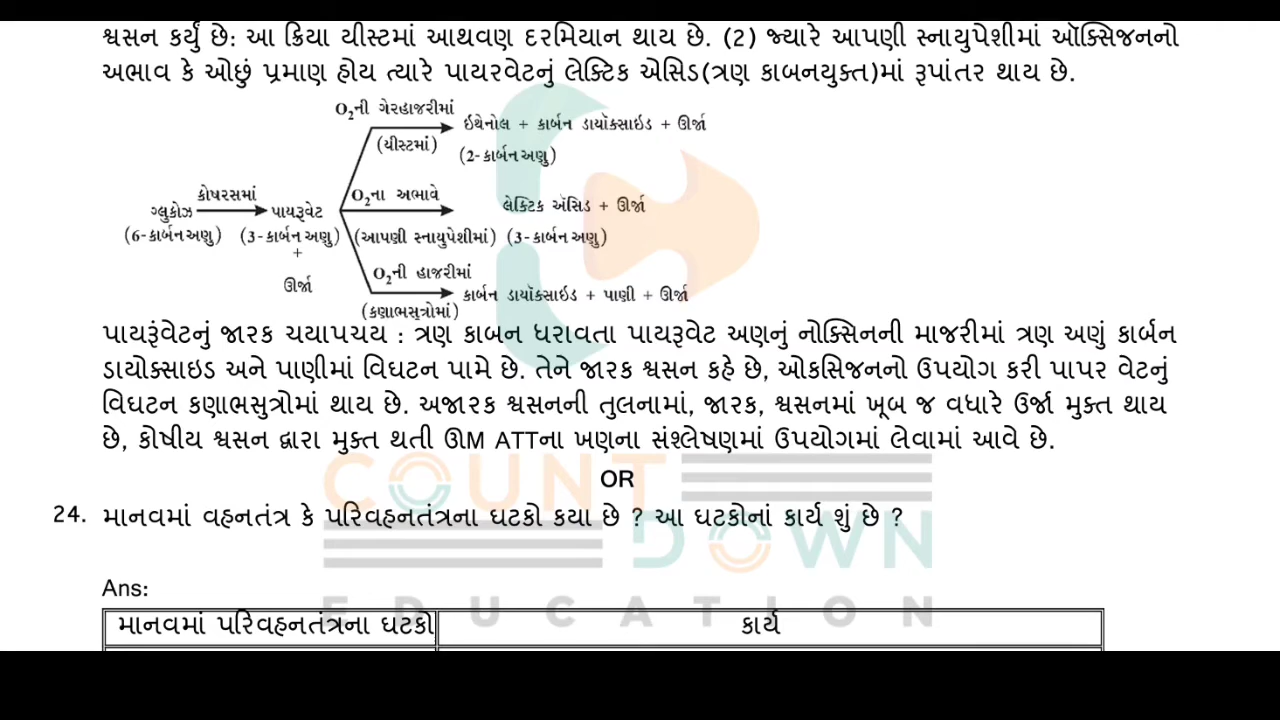 શ્વસન કર્યું છે: આ ક્રિયા યીસ્ટમાં આથવણ દરમિયાન થાય છે. (2) જ્યારે આપણી સ્નાયુપેશીમાં ઑક્સિજનનો
અભાવ કે ઓછું પ્રમાણ હોય ત્યારે પાયરવેટનું લેક્ટિક એસિડ(ત્રણ કાબનયુક્ત)માં રૂપાંતર થાય છે.
O₂ની ગેરહાજરીમાં
ઈથેનોલ + કાર્બન ડાયૉક્સાઇડ + ઊર્જા
(યીસ્ટમાં)
(2-કાર્બન અણુ)
કોષરસમાં
O₂ના અભાવે
ગ્લુકોઝ
પાયરૂવેટ
લેક્ટિક ઍસિડ + ઊર્જા
(6-કાર્બન અણુ)
(3-કાર્બન અણુ)
(આપણી સ્નાયુપેશીમાં)
(3-કાર્બન અણુ)
+
O₂ની હાજરીમાં
ઊર્જા
કાર્બન ડાયૉક્સાઇડ + પાણી + ઊર્જા
(કણાભસૂત્રોમાં)
પાયરૂંવેટનું જારક ચયાપચય : ત્રણ કાબન ધરાવતા પાયરૂવેટ અણનું નોક્સિનની માજરીમાં ત્રણ અણું કાર્બન
ડાયોક્સાઇડ અને પાણીમાં વિઘટન પામે છે. તેને જારક શ્વસન કહે છે, ઓકસિજનનો ઉપયોગ કરી પાપર વેટનું
વિઘટન કણાભસુત્રોમાં થાય છે. અજારક શ્વસનની તુલનામાં, જારક, શ્વસનમાં ખૂબ જ વધારે ઉર્જા મુક્ત થાય
છે, કોષીય શ્વસન દ્વારા મુક્ત થતી ઊM ATTના ખણના સંશ્લેષણમાં ઉપયોગમાં લેવામાં આવે છે.
COUNT
OR
24. માનવમાં વહનતંત્ર કે પરિવહનતંત્રના ઘટકો કયા છે ? આ ઘટકોનાં કાર્ય શું છે ?
DOWN
Ans:
EDUCATION
માનવમાં પરિવહનતંત્રના ઘટકો
કાર્ય